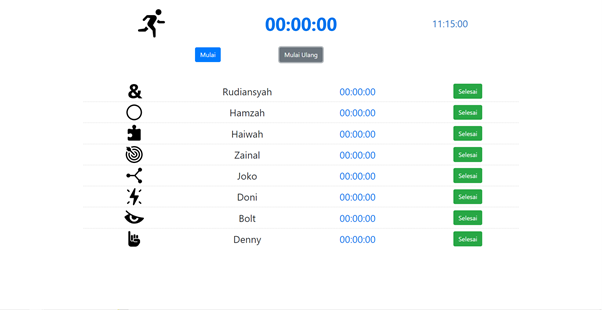 00:00:00 11:15:00
Mulai Mulai Ulang
& Rudiansyah 00:00:00 Selesai
Hamzah 00:00:00 Selesai
Haiwah 00:00:00 Selesai
Zainal 00:00:00 Selesai
Joko 00:00:00 Selesai
Doni 00:00:00 Selesai
Bolt 00:00:00 Selesai
Denny 00:00:00 Selesai